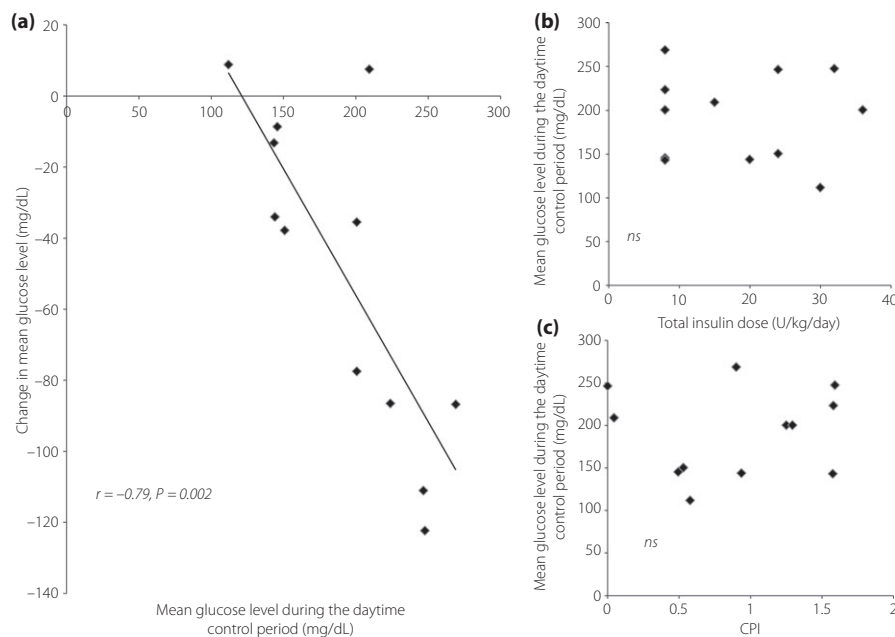 (a)
20
0
0
50
100
150
200
250
300
–20
–40
–60
–80
–100
–120
–140
Change in mean glucose level (mg/dL)
r = –0.79, P = 0.002
Mean glucose level during the daytime
control period (mg/dL)
(b)
300
250
200
150
100
50
0
0
10
20
30
40
Mean glucose level during the daytime
control period (mg/dL)
ns
Total insulin dose (U/kg/day)
(c)
300
250
200
150
100
50
0
0.5
1
1.5
2
Mean glucose level during the daytime
control period (mg/dL)
ns
CPI